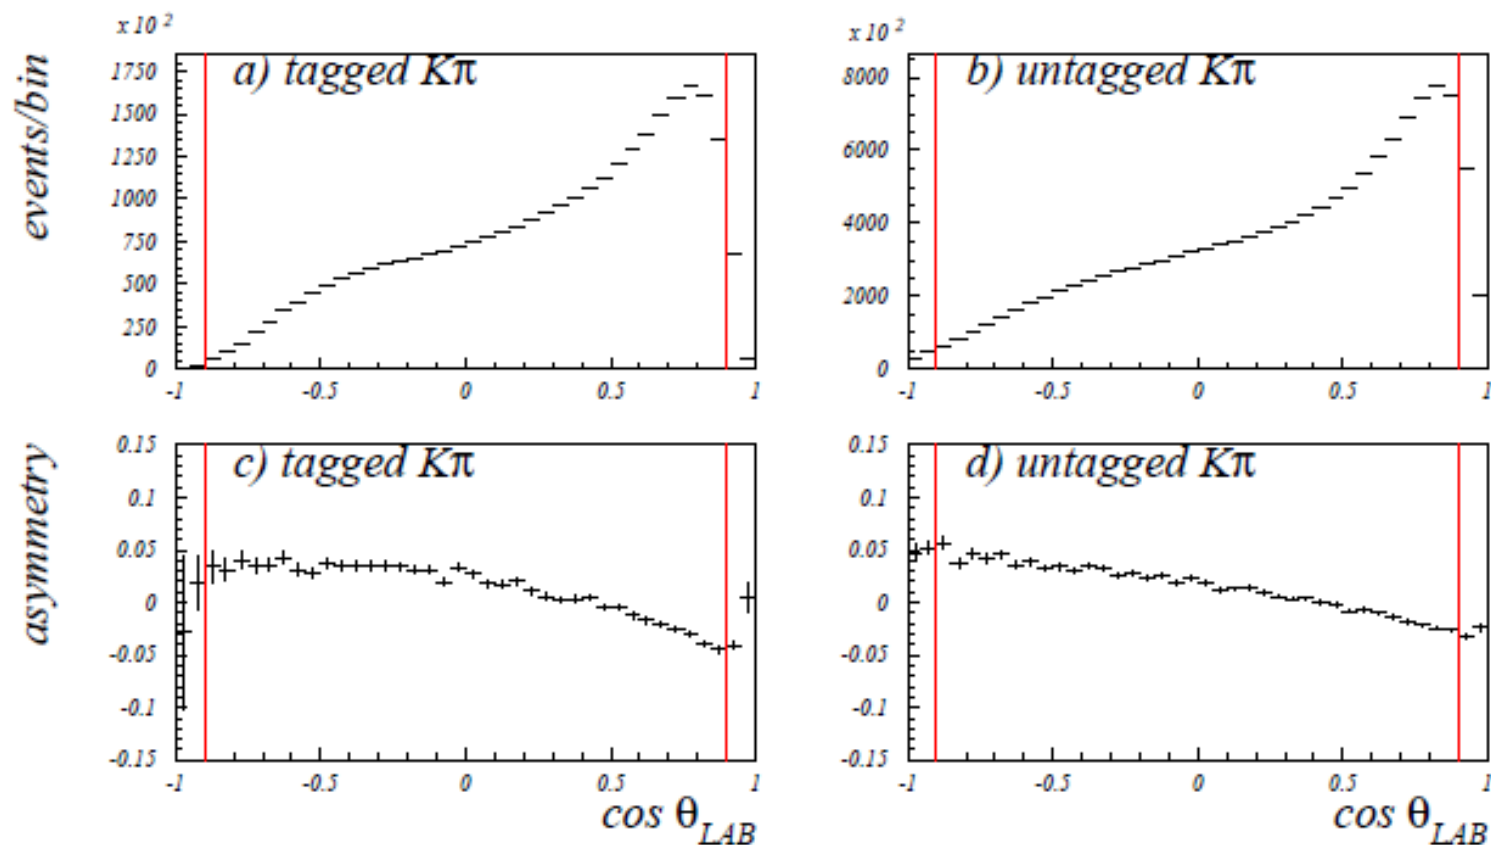 x 10 2
x 10 2
events/bin
a) tagged Kπ
b) untagged Kπ
1750
1500
1250
1000
750
500
250
0
8000
6000
4000
2000
0
-1 -0.5 0 0.5 1
-1 -0.5 0 0.5 1
asymmetry
c) tagged Kπ
d) untagged Kπ
0.15
0.1
0.05
0
-0.05
-0.1
-0.15
0.15
0.1
0.05
0
-0.05
-0.1
-0.15
-1 -0.5 0 0.5 1
-1 -0.5 0 0.5 1
cos θLAB
cos θLAB